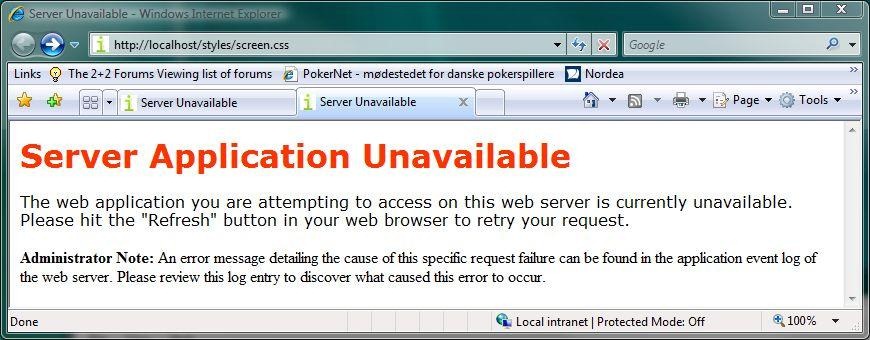 Server Unavailable - Windows Internet Explorer
http://localhost/styles/screen.css
Google
Links The 2+2 Forums Viewing list of forums PokerNet - mødestedet for danske pokerspillere Nordea
Server Unavailable Server Unavailable Page Tools
Server Application Unavailable
The web application you are attempting to access on this web server is currently unavailable.
Please hit the "Refresh" button in your web browser to retry your request.
Administrator Note: An error message detailing the cause of this specific request failure can be found in the application event log of
the web server. Please review this log entry to discover what caused this error to occur.
Done Local intranet | Protected Mode: Off 100%